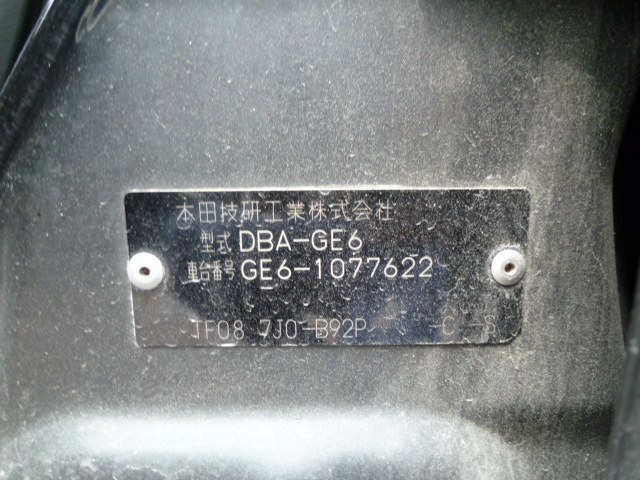 本田技研工業株式会社
型式 DBA-GE6
車台番号 GE6-1077622
JF08 7J0-B92P -C -S